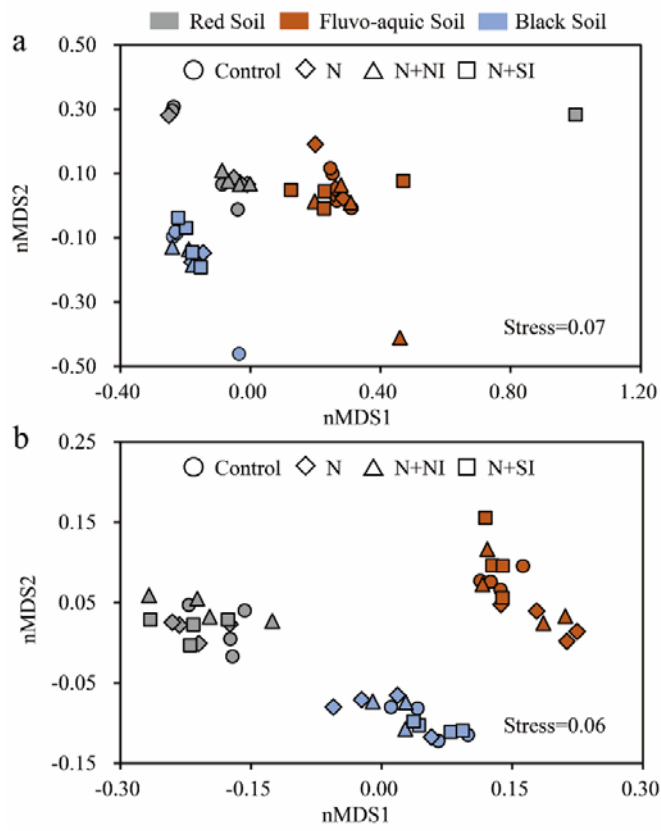 Red Soil Fluvo-aquic Soil Black Soil
a
0.50
Control N N+NI N+SI
0.30
0.10
nMDS2
-0.10
-0.30
Stress=0.07
-0.50
-0.40 0.00 0.40 0.80 1.20
nMDS1
b
0.25
Control N N+NI N+SI
0.15
nMDS2
0.05
-0.05
Stress=0.06
-0.15
-0.30 -0.15 0.00 0.15 0.30
nMDS1